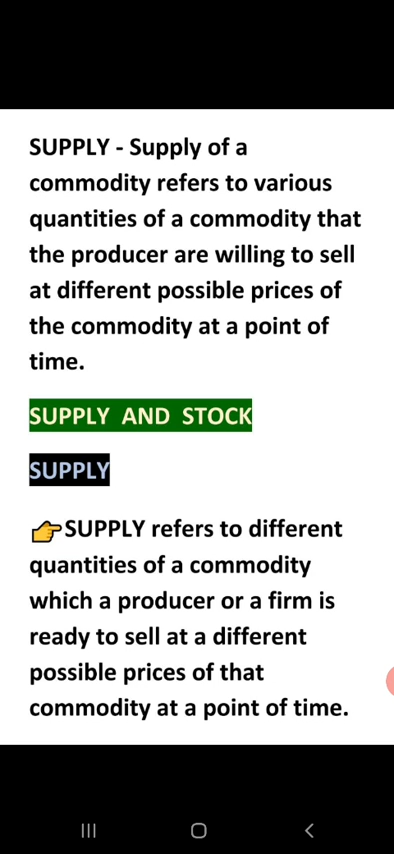 SUPPLY - Supply of a
commodity refers to various
quantities of a commodity that
the producer are willing to sell
at different possible prices of
the commodity at a point of
time.
SUPPLY AND STOCK
SUPPLY
👉SUPPLY refers to different
quantities of a commodity
which a producer or a firm is
ready to sell at a different
possible prices of that
commodity at a point of time.